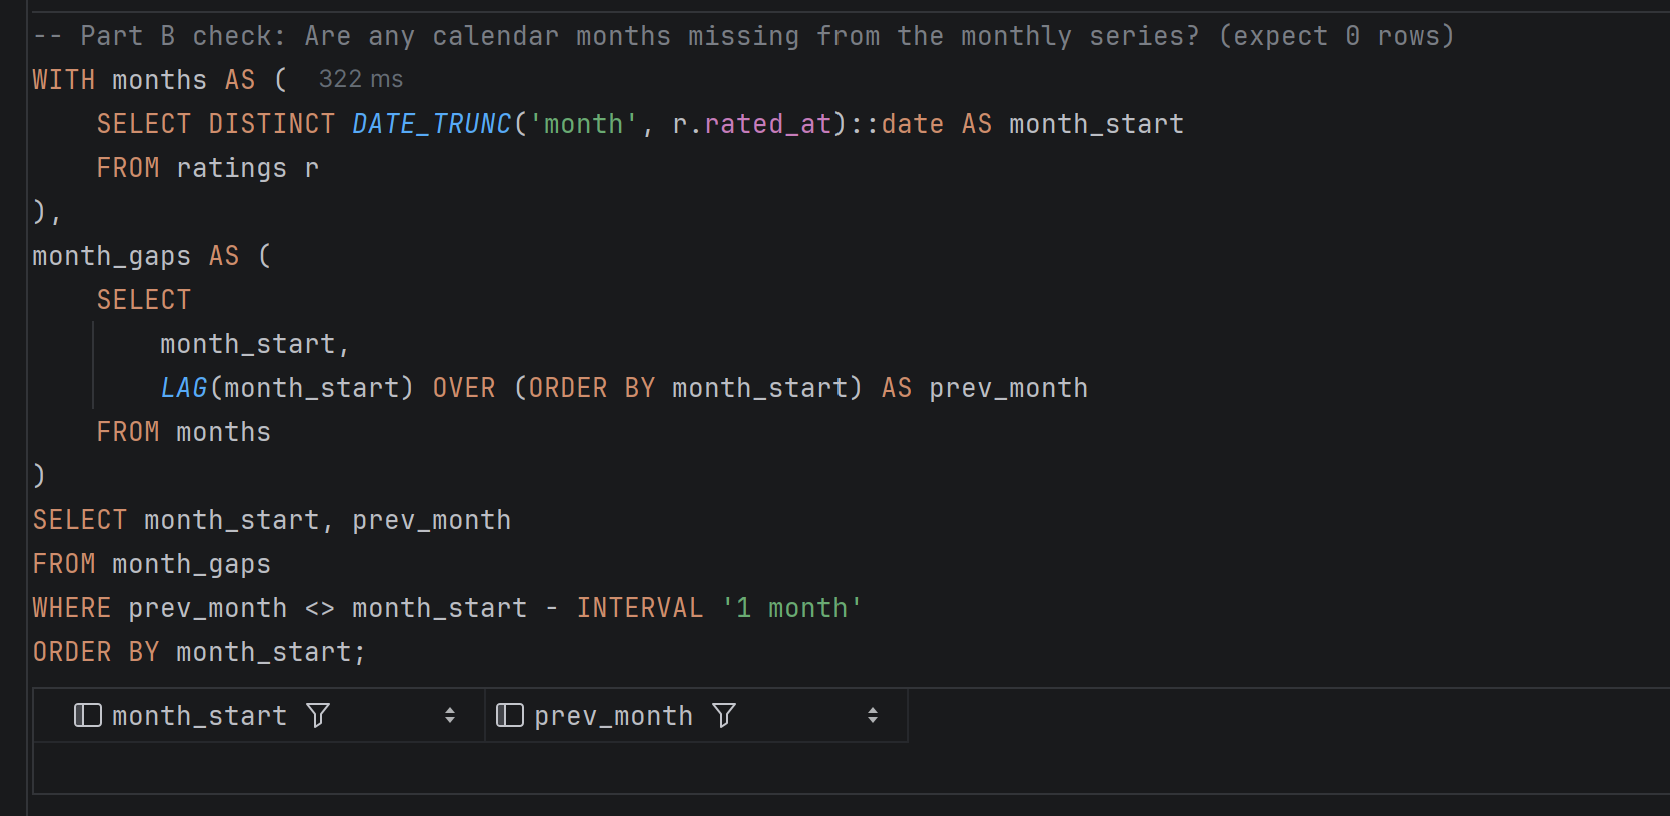 -- Part B check: Are any calendar months missing from the monthly series? (expect 0 rows)
WITH months AS (  322 ms
    SELECT DISTINCT DATE_TRUNC('month', r.rated_at)::date AS month_start
    FROM ratings r
),
month_gaps AS (
    SELECT
        month_start,
        LAG(month_start) OVER (ORDER BY month_start) AS prev_month
    FROM months
)
SELECT month_start, prev_month
FROM month_gaps
WHERE prev_month <> month_start - INTERVAL '1 month'
ORDER BY month_start;
month_start prev_month